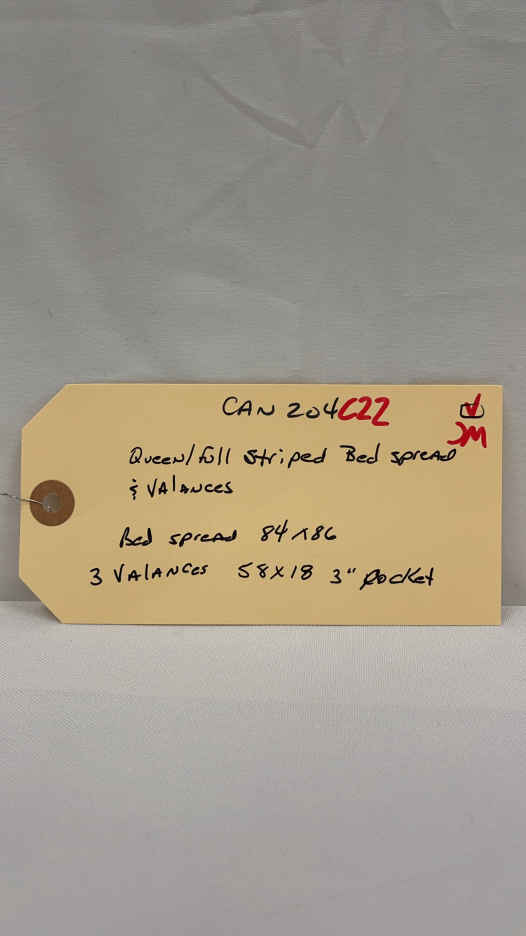 CAN 204C22
JM
Queen/full striped Bed spread
& VALANCES
Bed spread 84x86
3 VALANCES 58x18 3" pocket